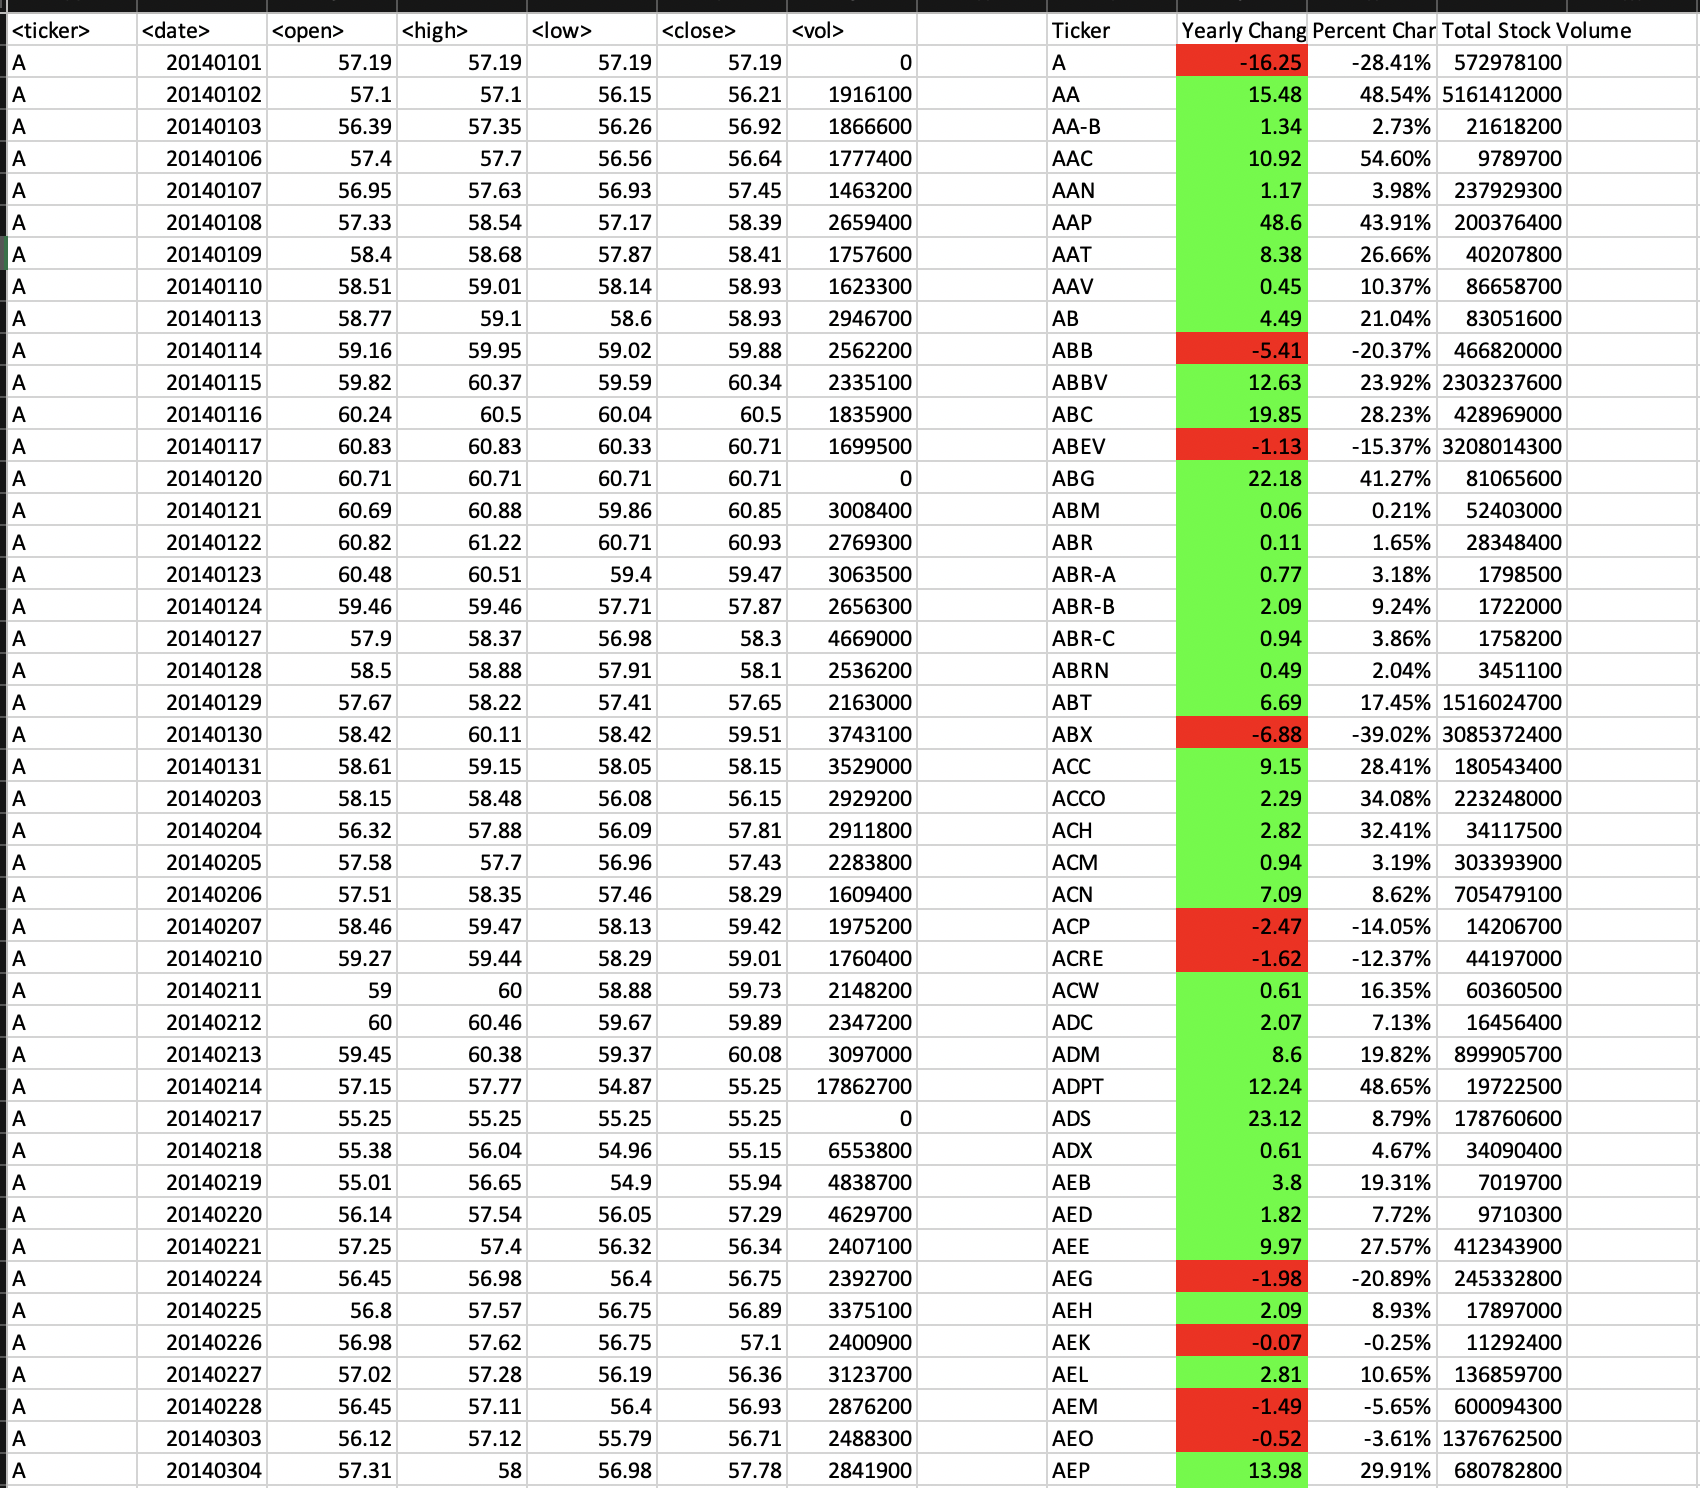 <ticker> <date> <open> <high> <low> <close> <vol> Ticker Yearly Chang Percent Char Total Stock Volume
A 20140101 57.19 57.19 57.19 57.19 0 A -16.25 -28.41% 572978100
A 20140102 57.1 57.1 56.15 56.21 1916100 AA 15.48 48.54% 5161412000
A 20140103 56.39 57.35 56.26 56.92 1866600 AA-B 1.34 2.73% 21618200
A 20140106 57.4 57.7 56.56 56.64 1777400 AAC 10.92 54.60% 9789700
A 20140107 56.95 57.63 56.93 57.45 1463200 AAN 1.17 3.98% 237929300
A 20140108 57.33 58.54 57.17 58.39 2659400 AAP 48.6 43.91% 200376400
A 20140109 58.4 58.68 57.87 58.41 1757600 AAT 8.38 26.66% 40207800
A 20140110 58.51 59.01 58.14 58.93 1623300 AAV 0.45 10.37% 86658700
A 20140113 58.77 59.1 58.6 58.93 2946700 AB 4.49 21.04% 83051600
A 20140114 59.16 59.95 59.02 59.88 2562200 ABB -5.41 -20.37% 466820000
A 20140115 59.82 60.37 59.59 60.34 2335100 ABBV 12.63 23.92% 2303237600
A 20140116 60.24 60.5 60.04 60.5 1835900 ABC 19.85 28.23% 428969000
A 20140117 60.83 60.83 60.33 60.71 1699500 ABEV -1.13 -15.37% 3208014300
A 20140120 60.71 60.71 60.71 60.71 0 ABG 22.18 41.27% 81065600
A 20140121 60.69 60.88 59.86 60.85 3008400 ABM 0.06 0.21% 52403000
A 20140122 60.82 61.22 60.71 60.93 2769300 ABR 0.11 1.65% 28348400
A 20140123 60.48 60.51 59.4 59.47 3063500 ABR-A 0.77 3.18% 1798500
A 20140124 59.46 59.46 57.71 57.87 2656300 ABR-B 2.09 9.24% 1722000
A 20140127 57.9 58.37 56.98 58.3 4669000 ABR-C 0.94 3.86% 1758200
A 20140128 58.5 58.88 57.91 58.1 2536200 ABRN 0.49 2.04% 3451100
A 20140129 57.67 58.22 57.41 57.65 2163000 ABT 6.69 17.45% 1516024700
A 20140130 58.42 60.11 58.42 59.51 3743100 ABX -6.88 -39.02% 3085372400
A 20140131 58.61 59.15 58.05 58.15 3529000 ACC 9.15 28.41% 180543400
A 20140203 58.15 58.48 56.08 56.15 2929200 ACCO 2.29 34.08% 223248000
A 20140204 56.32 57.88 56.09 57.81 2911800 ACH 2.82 32.41% 34117500
A 20140205 57.58 57.7 56.96 57.43 2283800 ACM 0.94 3.19% 303393900
A 20140206 57.51 58.35 57.46 58.29 1609400 ACN 7.09 8.62% 705479100
A 20140207 58.46 59.47 58.13 59.42 1975200 ACP -2.47 -14.05% 14206700
A 20140210 59.27 59.44 58.29 59.01 1760400 ACRE -1.62 -12.37% 44197000
A 20140211 59 60 58.88 59.73 2148200 ACW 0.61 16.35% 60360500
A 20140212 60 60.46 59.67 59.89 2347200 ADC 2.07 7.13% 16456400
A 20140213 59.45 60.38 59.37 60.08 3097000 ADM 8.6 19.82% 899905700
A 20140214 57.15 57.77 54.87 55.25 17862700 ADPT 12.24 48.65% 19722500
A 20140217 55.25 55.25 55.25 55.25 0 ADS 23.12 8.79% 178760600
A 20140218 55.38 56.04 54.96 55.15 6553800 ADX 0.61 4.67% 34090400
A 20140219 55.01 56.65 54.9 55.94 4838700 AEB 3.8 19.31% 7019700
A 20140220 56.14 57.54 56.05 57.29 4629700 AED 1.82 7.72% 9710300
A 20140221 57.25 57.4 56.32 56.34 2407100 AEE 9.97 27.57% 412343900
A 20140224 56.45 56.98 56.4 56.75 2392700 AEG -1.98 -20.89% 245332800
A 20140225 56.8 57.57 56.75 56.89 3375100 AEH 2.09 8.93% 17897000
A 20140226 56.98 57.62 56.75 57.1 2400900 AEK -0.07 -0.25% 11292400
A 20140227 57.02 57.28 56.19 56.36 3123700 AEL 2.81 10.65% 136859700
A 20140228 56.45 57.11 56.4 56.93 2876200 AEM -1.49 -5.65% 600094300
A 20140303 56.12 57.12 55.79 56.71 2488300 AEO -0.52 -3.61% 1376762500
A 20140304 57.31 58 56.98 57.78 2841900 AEP 13.98 29.91% 680782800